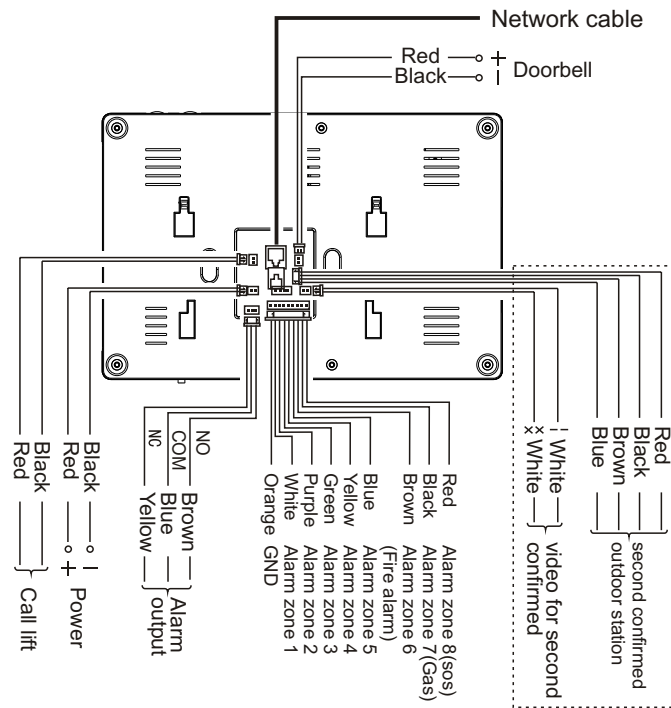 Network cable
Red +
Black −
Doorbell
Red
Black
Brown
Blue
second confirmed
outdoor station
White
×× White
video for second
confirmed
Red Alarm zone 8(sos)
Black Alarm zone 7(Gas)
Brown Alarm zone 6
(Fire alarm)
Blue Alarm zone 5
Yellow Alarm zone 4
Green Alarm zone 3
Purple Alarm zone 2
White Alarm zone 1
Orange GND
NO Brown
COM Blue
NC Yellow
Alarm
output
Black −
Red +
Power
Black
Red
Call lift